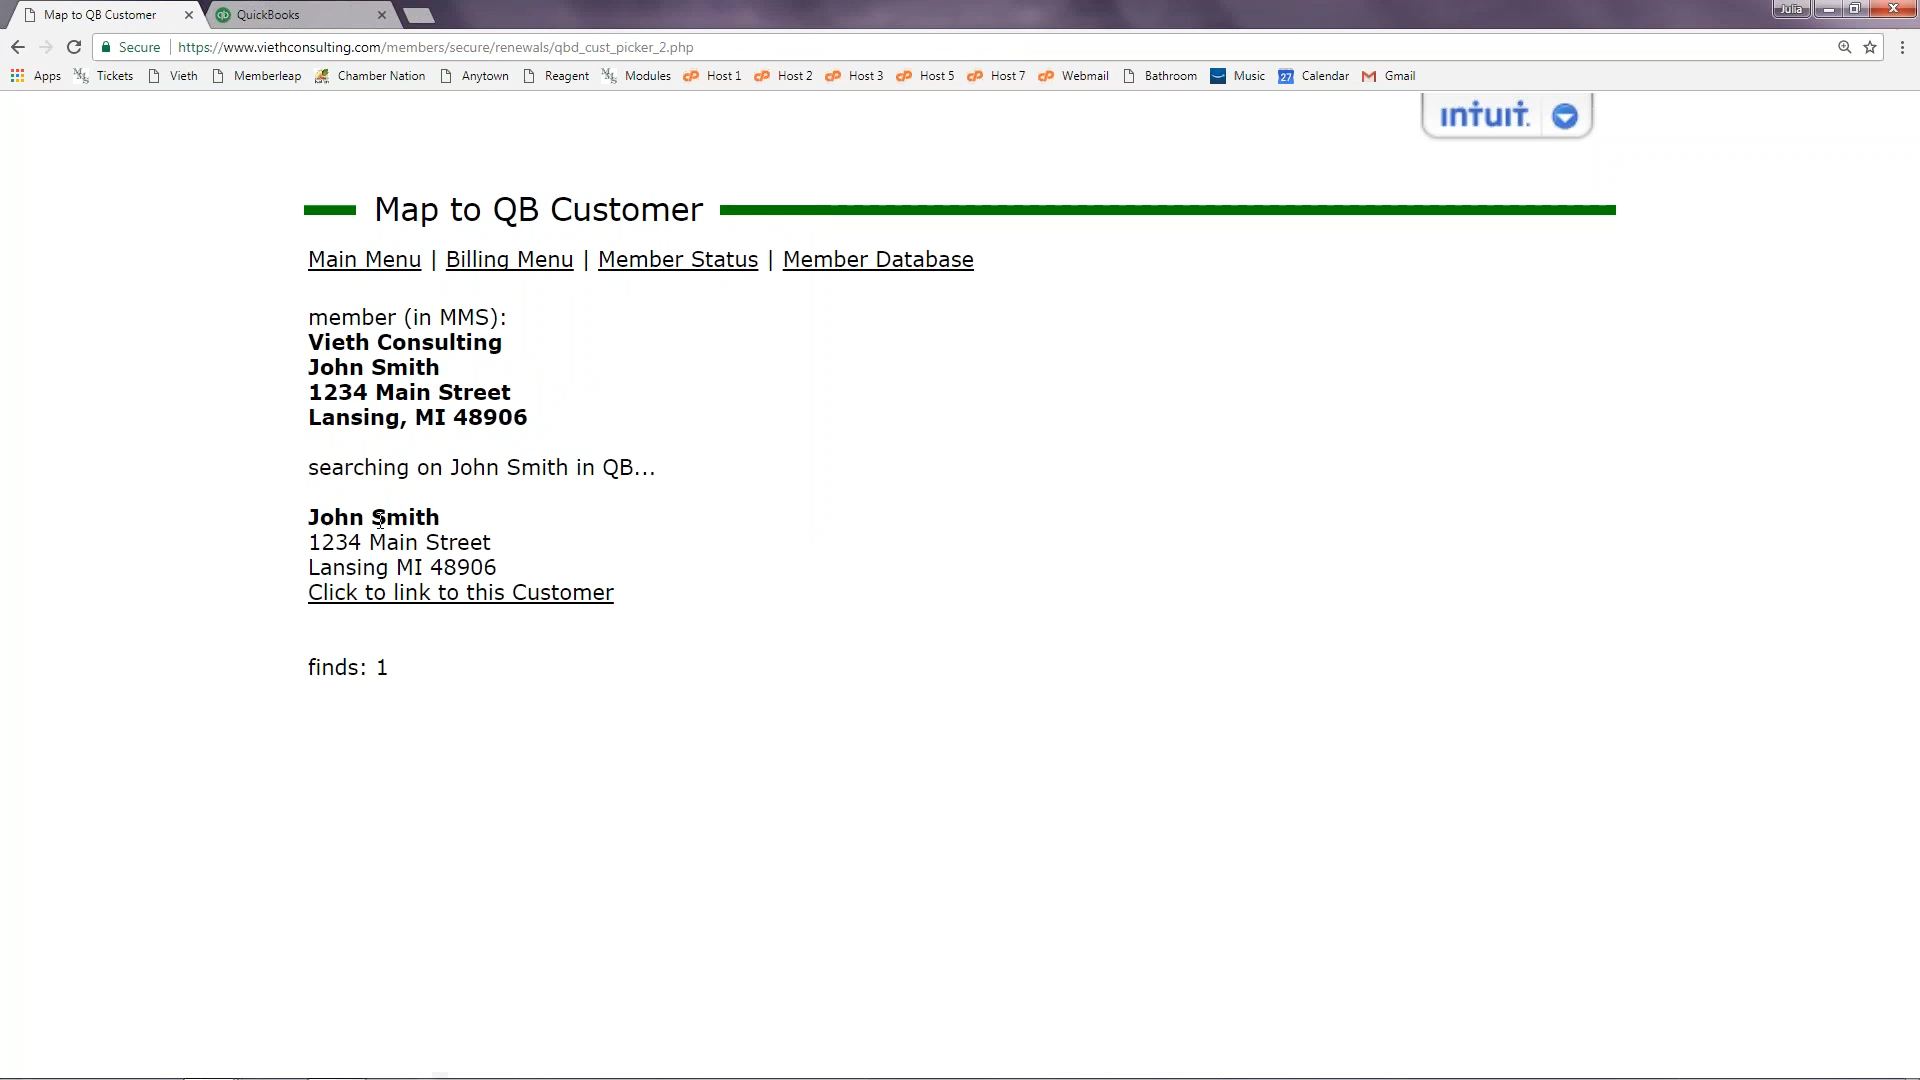 Map to QB Customer
QuickBooks
Julia
Secure
https://www.viethconsulting.com/members/secure/renewals/qbd_cust_picker_2.php
Apps Tickets Vieth Memberleap Chamber Nation Anytown Reagent Modules Host 1 Host 2 Host 3 Host 5 Host 7 Webmail Bathroom Music 27 Calendar Gmail
intuit.
Map to QB Customer
Main Menu | Billing Menu | Member Status | Member Database
member (in MMS):
Vieth Consulting
John Smith
1234 Main Street
Lansing, MI 48906
searching on John Smith in QB...
John Smith
1234 Main Street
Lansing MI 48906
Click to link to this Customer
finds: 1